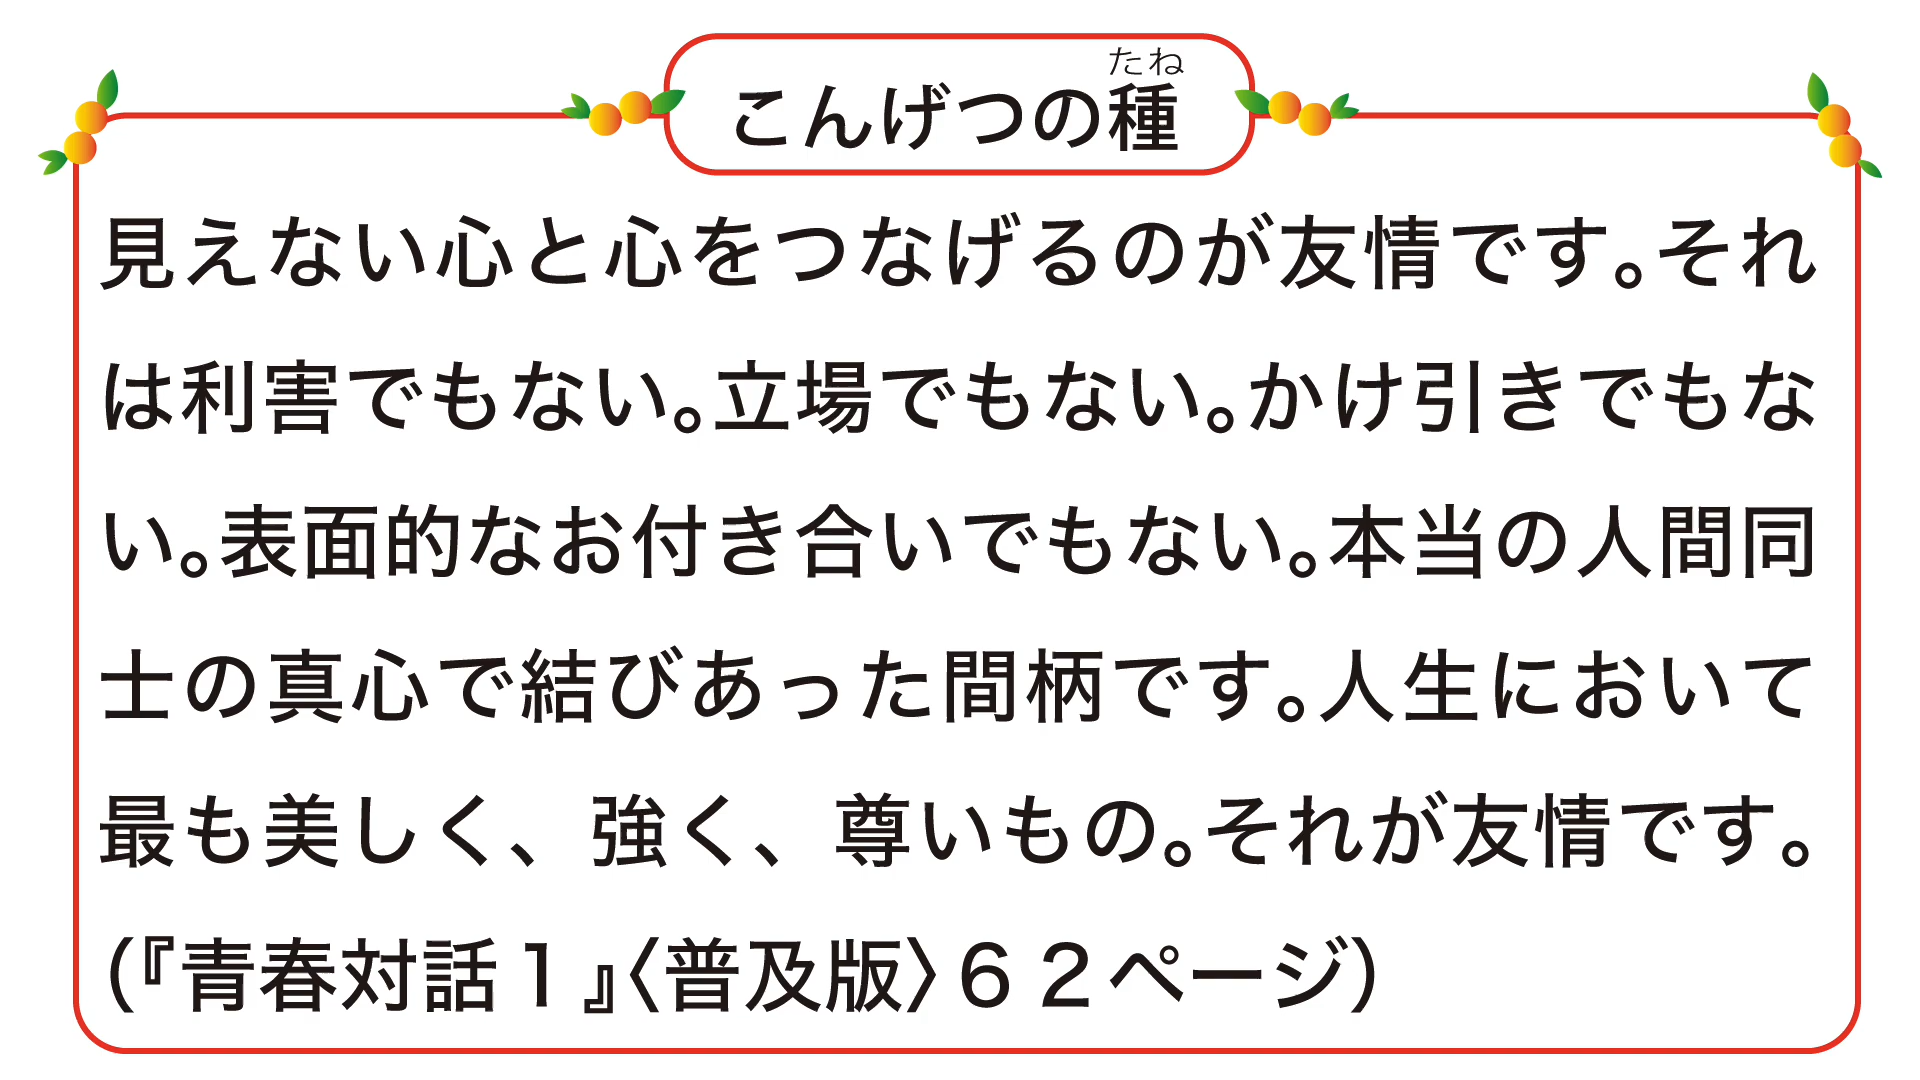 たね
こんげつの種
見えない心と心をつなげるのが友情です。それ
は利害でもない。立場でもない。かけ引きでもな
い。表面的なお付き合いでもない。本当の人間同
士の真心で結びあった間柄です。人生において
最も美しく、強く、尊いもの。それが友情です。
（『青春対話１』〈普及版〉６２ページ）